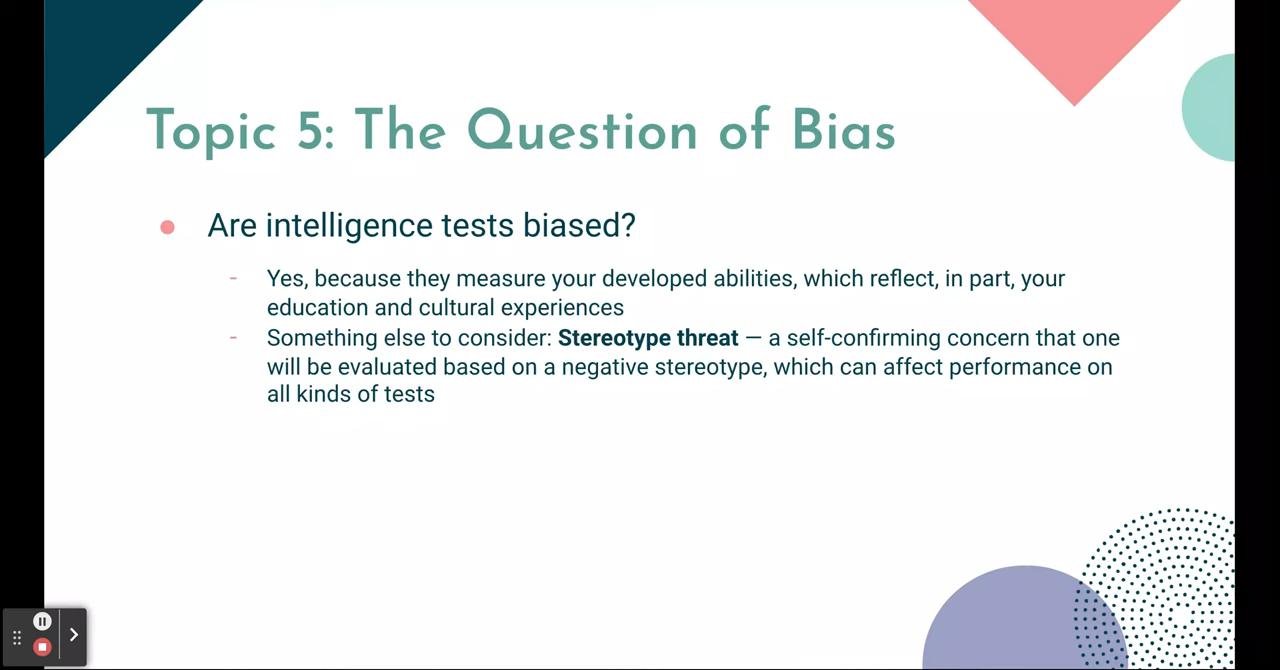 Topic 5: The Question of Bias
● Are intelligence tests biased?
- Yes, because they measure your developed abilities, which reflect, in part, your
education and cultural experiences
- Something else to consider: Stereotype threat — a self-confirming concern that one
will be evaluated based on a negative stereotype, which can affect performance on
all kinds of tests